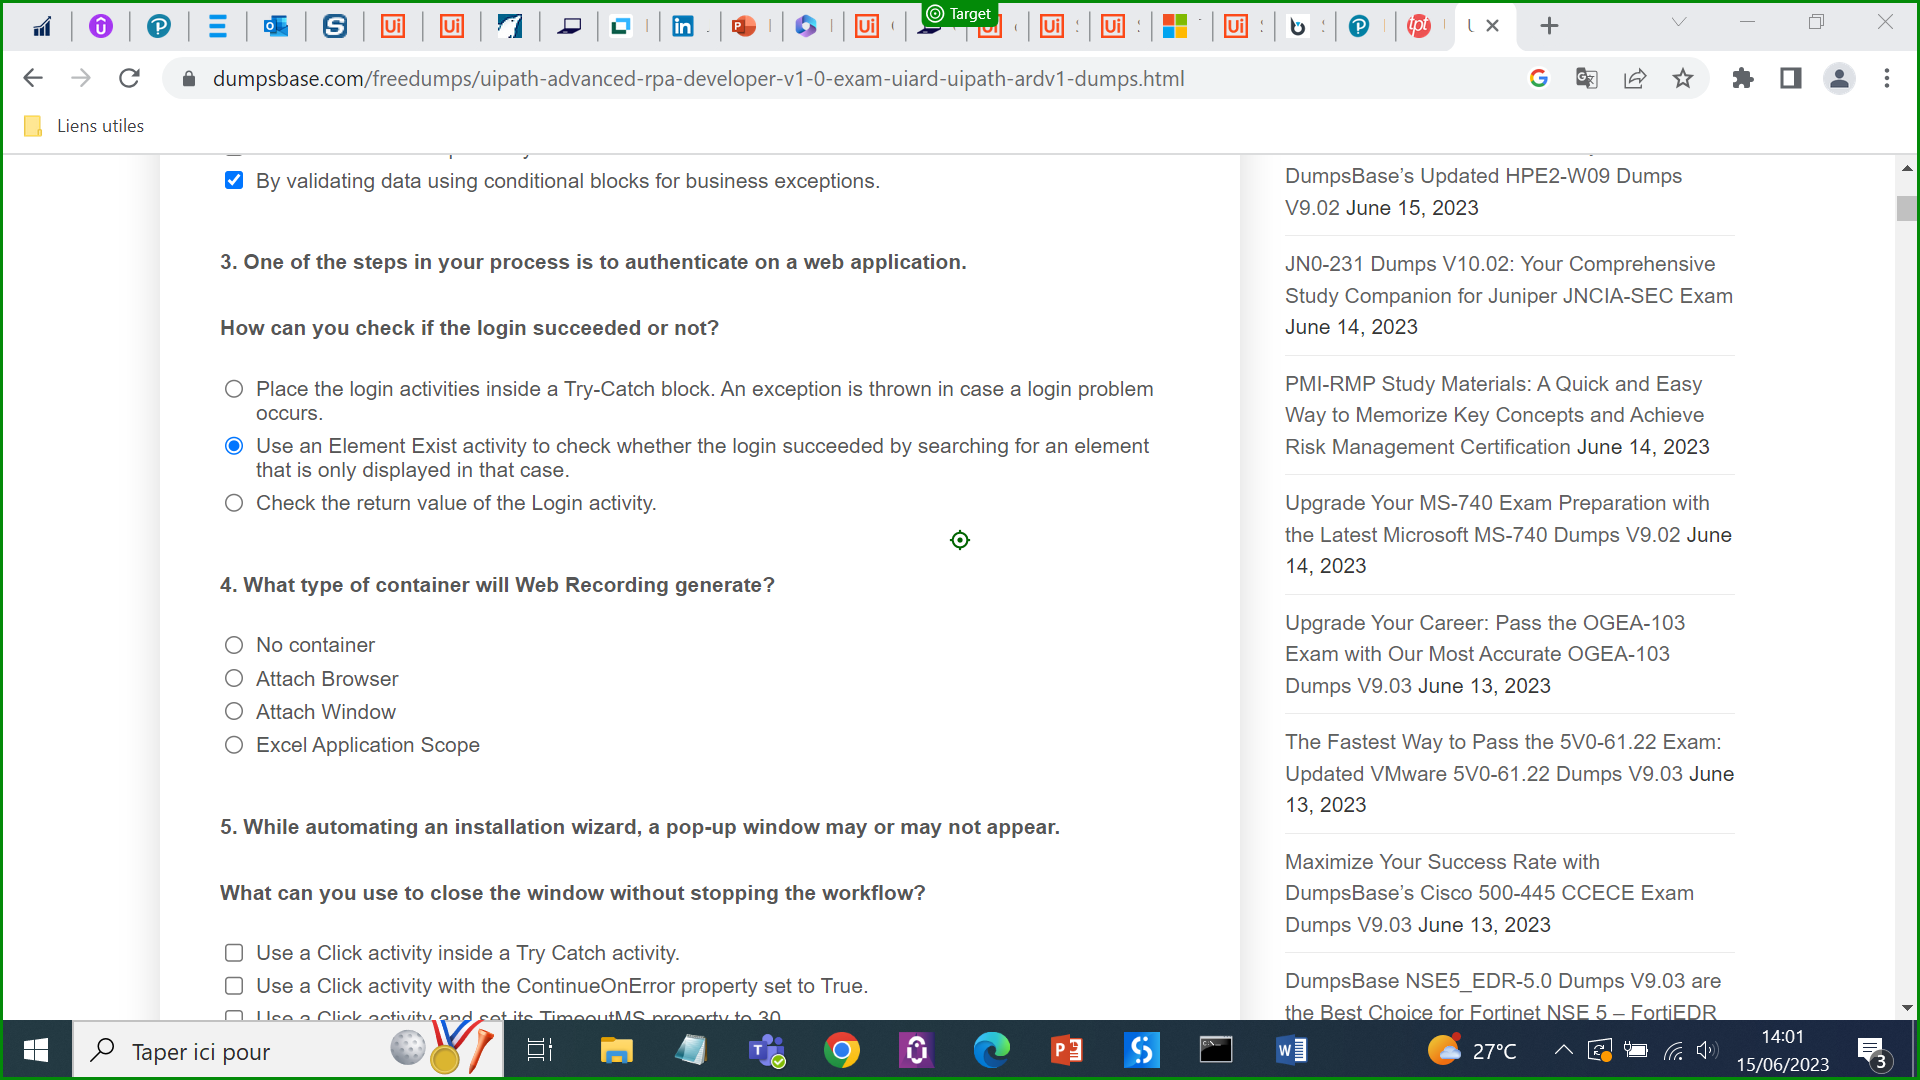 Target
dumpsbase.com/freedumps/uipath-advanced-rpa-developer-v1-0-exam-uiard-uipath-ardv1-dumps.html
Liens utiles
By validating data using conditional blocks for business exceptions.
3. One of the steps in your process is to authenticate on a web application.
How can you check if the login succeeded or not?
Place the login activities inside a Try-Catch block. An exception is thrown in case a login problem
occurs.
Use an Element Exist activity to check whether the login succeeded by searching for an element
that is only displayed in that case.
Check the return value of the Login activity.
4. What type of container will Web Recording generate?
No container
Attach Browser
Attach Window
Excel Application Scope
5. While automating an installation wizard, a pop-up window may or may not appear.
What can you use to close the window without stopping the workflow?
Use a Click activity inside a Try Catch activity.
Use a Click activity with the ContinueOnError property set to True.
Use a Click activity and set its TimeoutMS property to 30
DumpsBase’s Updated HPE2-W09 Dumps
V9.02 June 15, 2023
JN0-231 Dumps V10.02: Your Comprehensive
Study Companion for Juniper JNCIA-SEC Exam
June 14, 2023
PMI-RMP Study Materials: A Quick and Easy
Way to Memorize Key Concepts and Achieve
Risk Management Certification June 14, 2023
Upgrade Your MS-740 Exam Preparation with
the Latest Microsoft MS-740 Dumps V9.02 June
14, 2023
Upgrade Your Career: Pass the OGEA-103
Exam with Our Most Accurate OGEA-103
Dumps V9.03 June 13, 2023
The Fastest Way to Pass the 5V0-61.22 Exam:
Updated VMware 5V0-61.22 Dumps V9.03 June
13, 2023
Maximize Your Success Rate with
DumpsBase’s Cisco 500-445 CCECE Exam
Dumps V9.03 June 13, 2023
DumpsBase NSE5_EDR-5.0 Dumps V9.03 are
the Best Choice for Fortinet NSE 5 – FortiEDR
Taper ici pour
27°C
14:01
15/06/2023
3